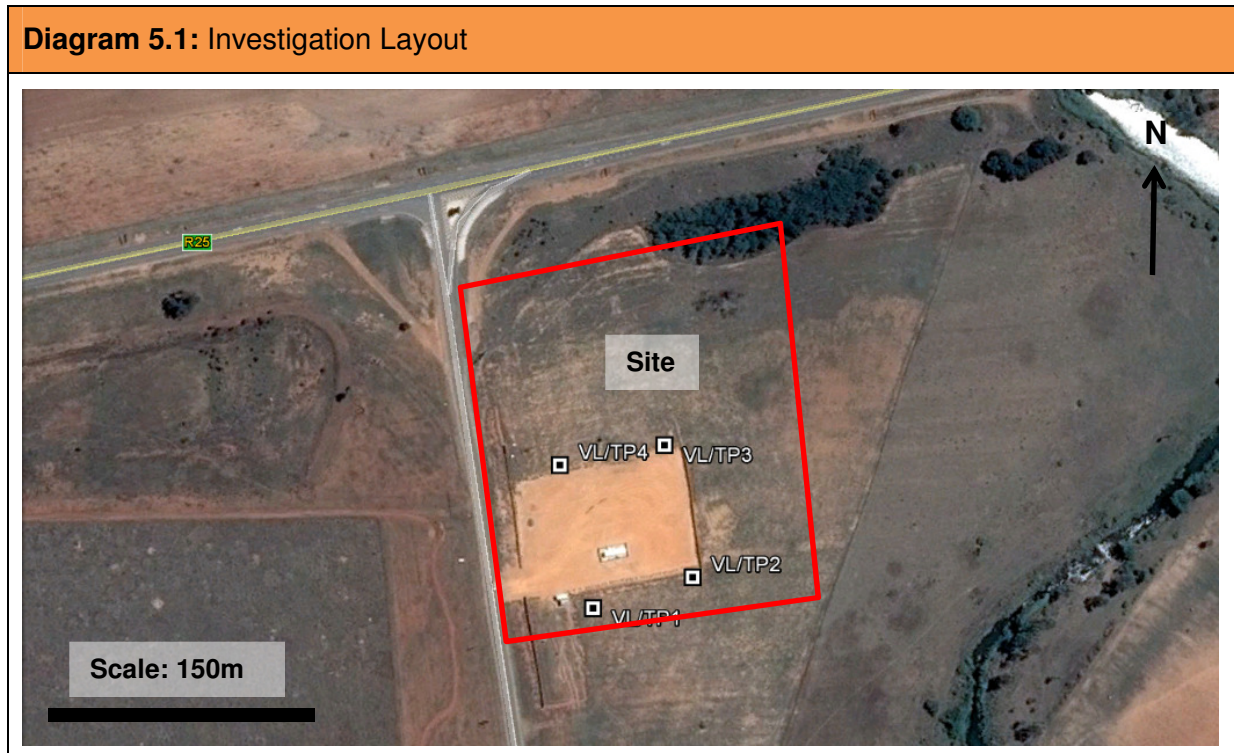 Diagram 5.1: Investigation Layout
N
R25
Site
VL/TP4
VL/TP3
VL/TP2
VL/TP1
Scale: 150m